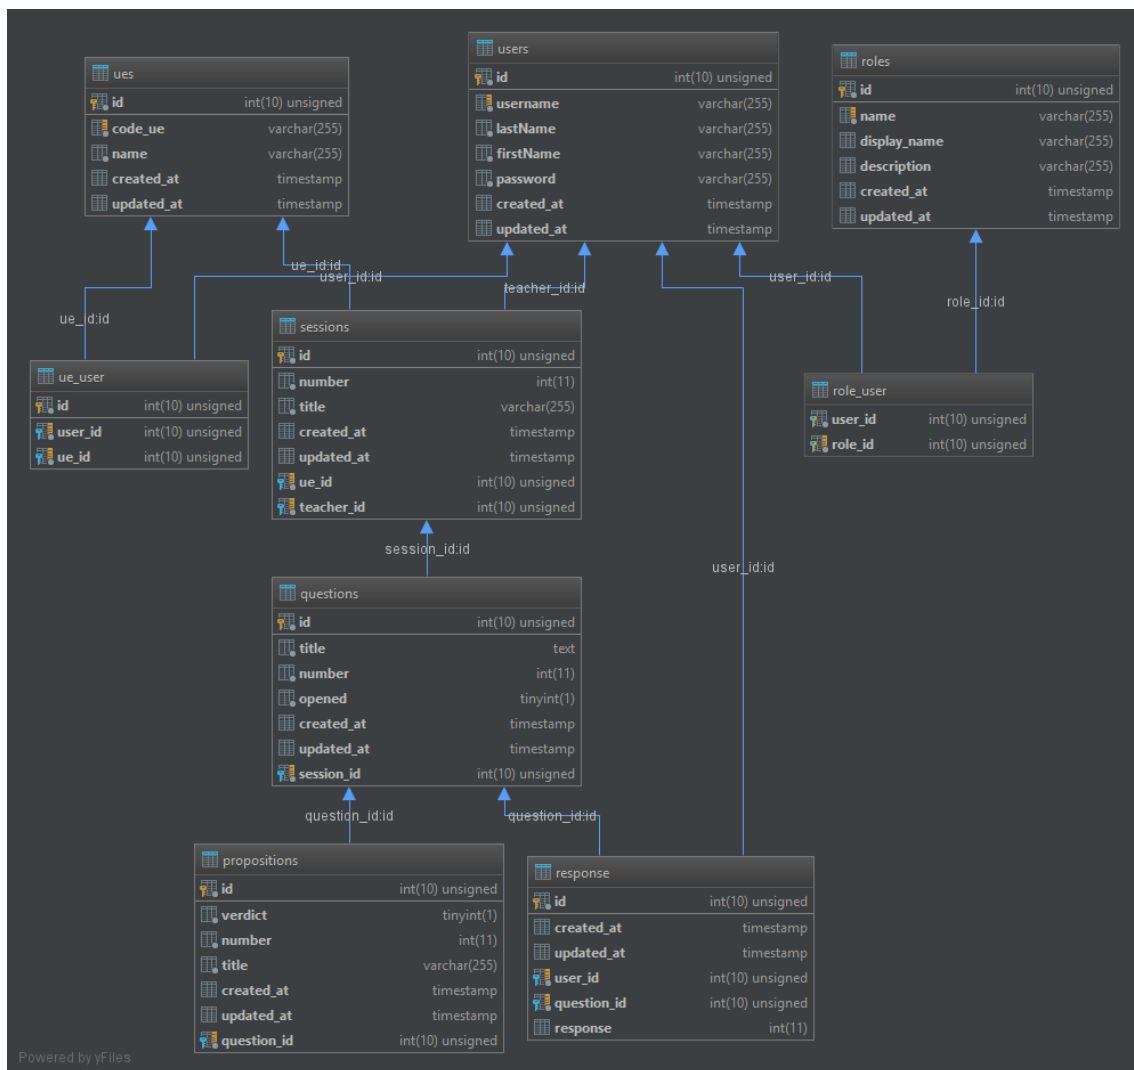 ues
id int(10) unsigned
code_ue varchar(255)
name varchar(255)
created_at timestamp
updated_at timestamp
users
id int(10) unsigned
username varchar(255)
lastName varchar(255)
firstName varchar(255)
password varchar(255)
created_at timestamp
updated_at timestamp
roles
id int(10) unsigned
name varchar(255)
display_name varchar(255)
description varchar(255)
created_at timestamp
updated_at timestamp
ue_id:id
user_id:id
teacher_id:id
user_id:id
role_id:id
ue_id:id
ue_user
id int(10) unsigned
user_id int(10) unsigned
ue_id int(10) unsigned
sessions
id int(10) unsigned
number int(11)
title varchar(255)
created_at timestamp
updated_at timestamp
ue_id int(10) unsigned
teacher_id int(10) unsigned
role_user
user_id int(10) unsigned
role_id int(10) unsigned
session_id:id
user_id:id
questions
id int(10) unsigned
title text
number int(11)
opened tinyint(1)
created_at timestamp
updated_at timestamp
session_id int(10) unsigned
question_id:id
question_id:id
propositions
id int(10) unsigned
verdict tinyint(1)
number int(11)
title varchar(255)
created_at timestamp
updated_at timestamp
question_id int(10) unsigned
response
id int(10) unsigned
created_at timestamp
updated_at timestamp
user_id int(10) unsigned
question_id int(10) unsigned
response int(11)
Powered by yFiles